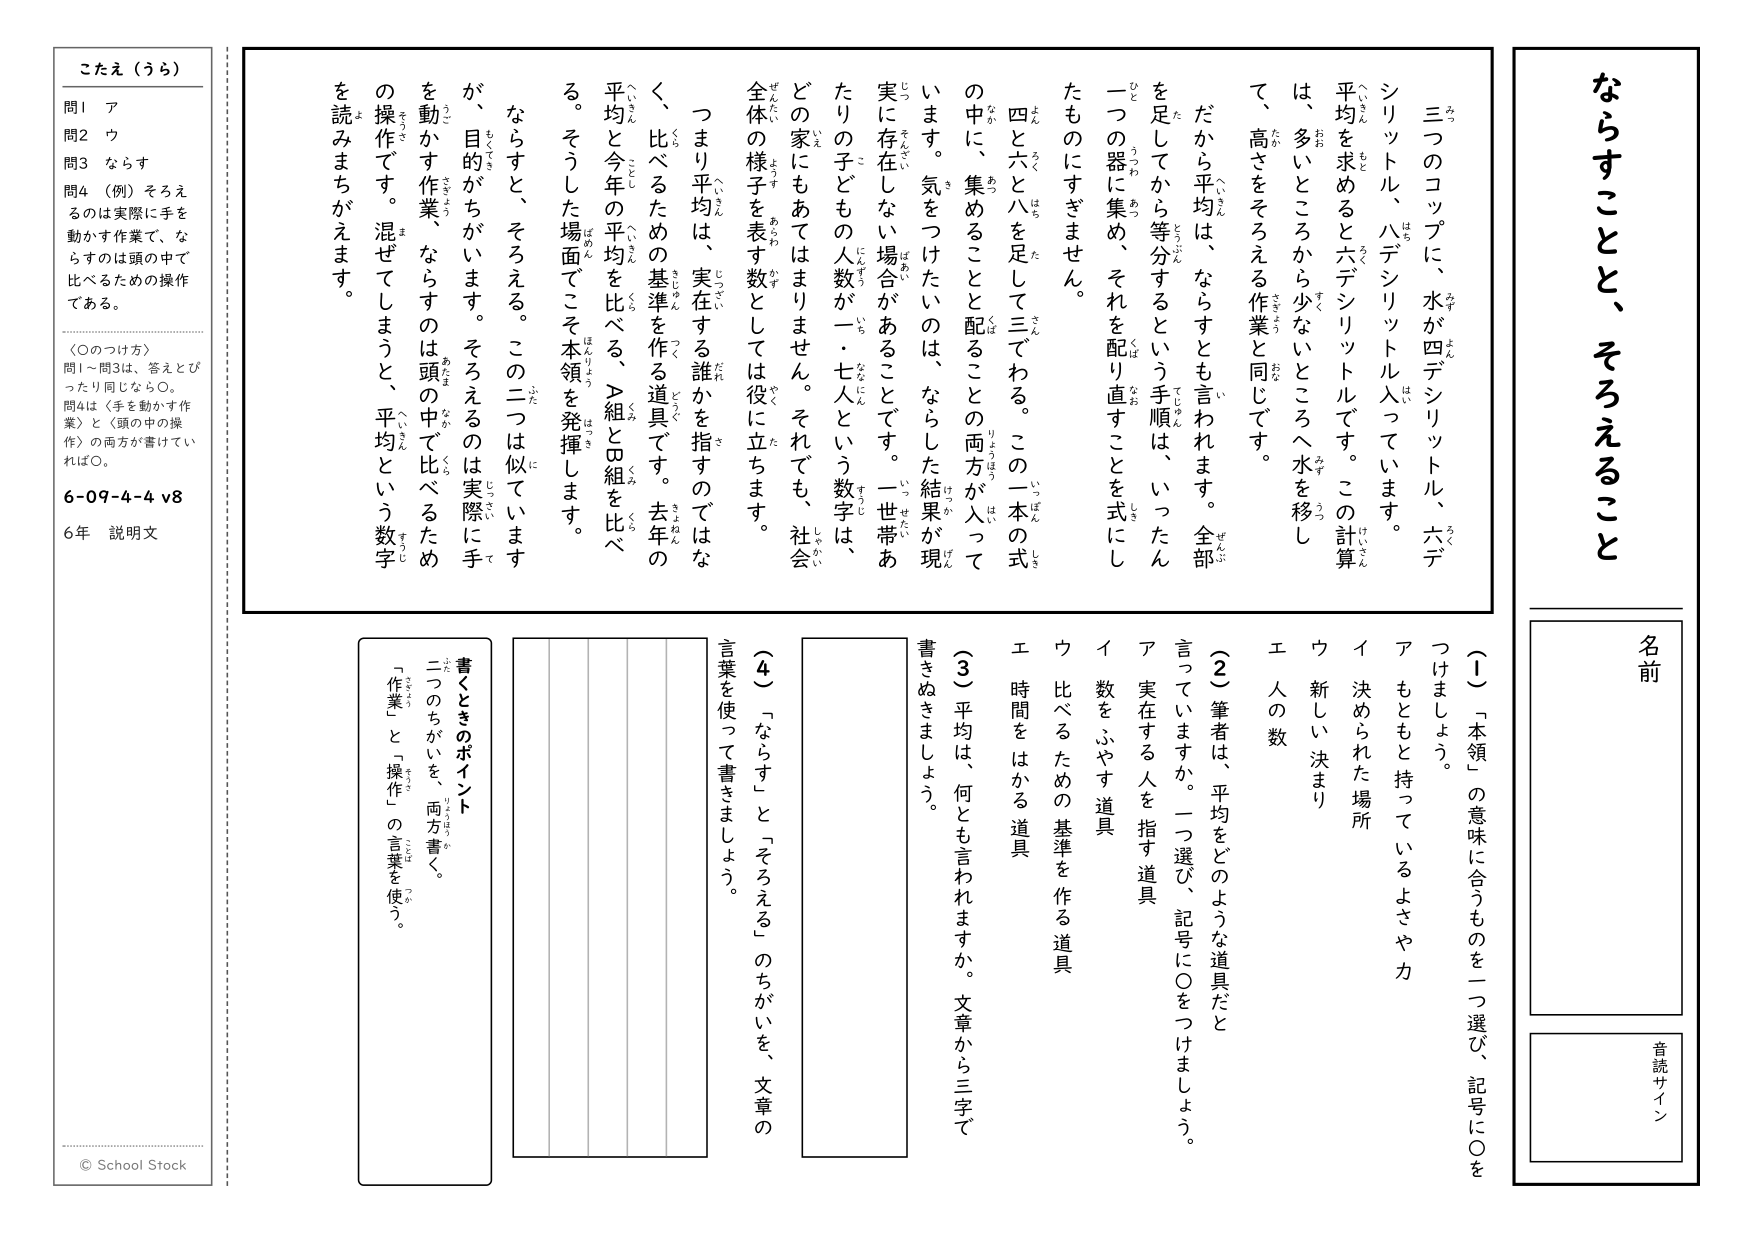 ならすことと、そろえること
名前
音読サイン
三つのコップに、水が四デシリットル、六デ
シリットル、八デシリットル入っています。
平均を求めると六デシリットルです。この計算
は、多いところから少ないところへ水を移し
て、高さをそろえる作業と同じです。
だから平均は、ならすとも言われます。全部
を足してから等分するという手順は、いったん
一つの器に集め、それを配り直すことを式にし
たものにすぎません。
四と六と八を足して三でわる。この一本の式
の中に、集めることと配ることの両方が入って
います。気をつけたいのは、ならした結果が現
実に存在しない場合があることです。一世帯あ
たりの子どもの人数が一・七人という数字は、
どの家にもあてはまりません。それでも、社会
全体の様子を表す数としては役に立ちます。
つまり平均は、実在する誰かを指すのではな
く、比べるための基準を作る道具です。去年の
平均と今年の平均を比べる、A組とB組を比べ
る。そうした場面でこそ本領を発揮します。
ならすと、そろえる。この二つは似ています
が、目的がちがいます。そろえるのは実際に手
を動かす作業、ならすのは頭の中で比べるため
の操作です。混ぜてしまうと、平均という数字
を読みまちがえます。
(1)「本領」の意味に合うものを一つ選び、記号に○を
つけましょう。
ア もともと 持って いる よさ や 力
イ 決められた 場所
ウ 新しい 決まり
エ 人の 数
(2) 筆者は、平均をどのような道具だと
言っていますか。一つ選び、記号に○をつけましょう。
ア 実在する 人を 指す 道具
イ 数を ふやす 道具
ウ 比べる ための 基準を 作る 道具
エ 時間を はかる 道具
(3) 平均は、何とも言われますか。文章から三字で
書きぬきましょう。
(4)「ならす」と「そろえる」のちがいを、文章の
言葉を使って書きましょう。
書くときのポイント
二つのちがいを、両方書く。
「作業」と「操作」の言葉を使う。
こたえ（うら）
問1 ア
問2 ウ
問3 ならす
問4 （例）そろえ
るのは実際に手を
動かす作業で、な
らすのは頭の中で
比べるための操作
である。
〈○のつけ方〉
問1〜問3は、答えとぴ
ったり同じなら○。
問4は〈手を動かす作
業〉と〈頭の中の操
作〉の両方が書けてい
れば○。
6-09-4-4 v8
6年 説明文
© School Stock